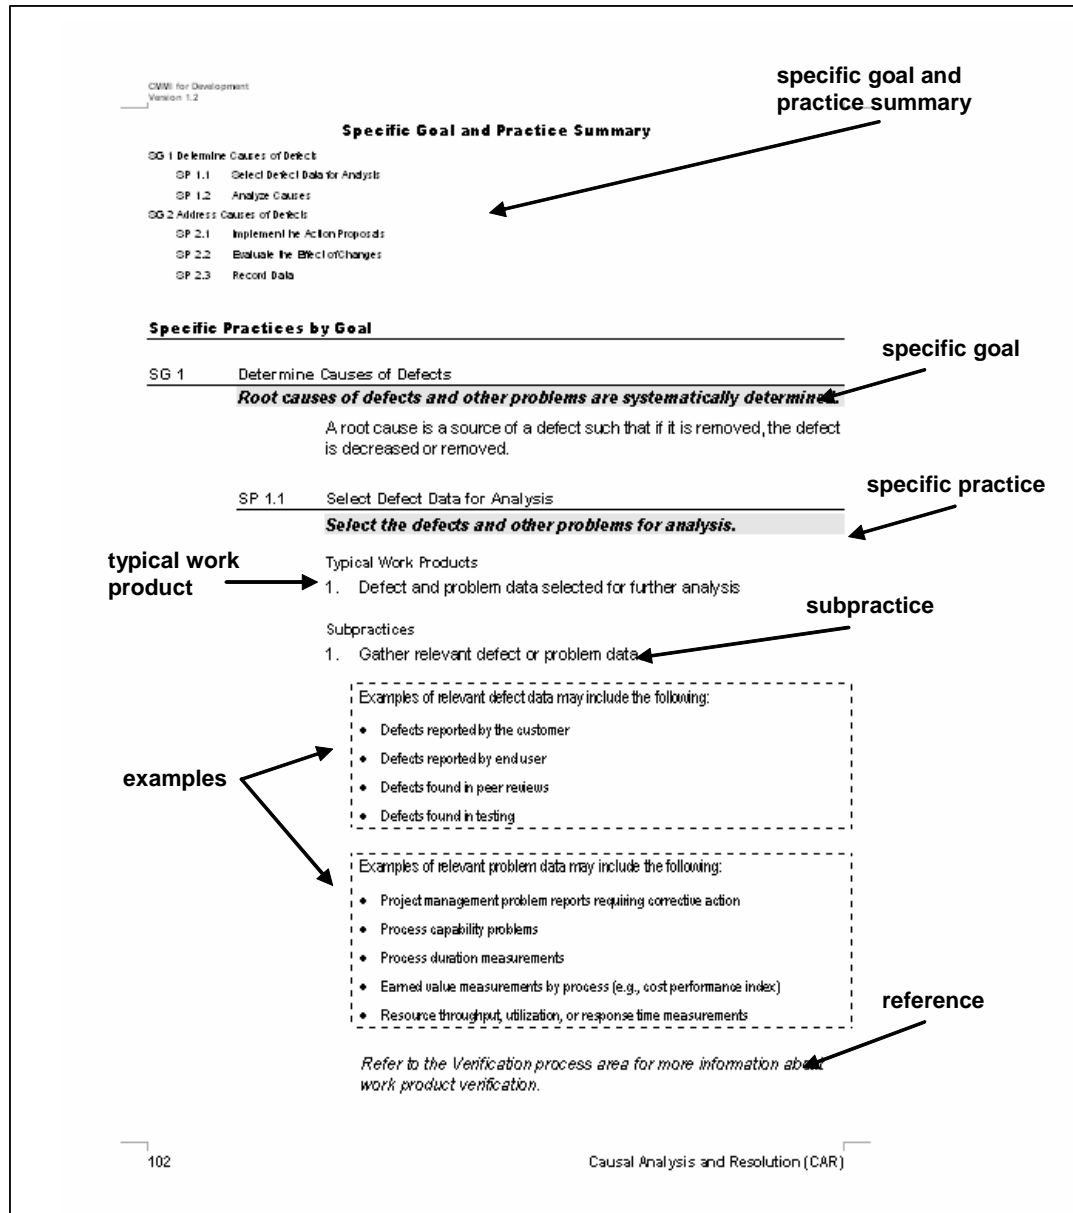 CMMI for Development
Version 1.2
specific goal and
practice summary
Specific Goal and Practice Summary
SG 1 Determine Causes of Defects
SP 1.1 Select Defect Data for Analysis
SP 1.2 Analyze Causes
SG 2 Address Causes of Defects
SP 2.1 Implement the Action Proposals
SP 2.2 Evaluate the Effect of Changes
SP 2.3 Record Data
Specific Practices by Goal
specific goal
SG 1 Determine Causes of Defects
Root causes of defects and other problems are systematically determined.
A root cause is a source of a defect such that if it is removed, the defect
is decreased or removed.
specific practice
SP 1.1 Select Defect Data for Analysis
Select the defects and other problems for analysis.
typical work
product
Typical Work Products
1. Defect and problem data selected for further analysis
subpractice
Subpractices
1. Gather relevant defect or problem data.
Examples of relevant defect data may include the following:
• Defects reported by the customer
• Defects reported by end user
• Defects found in peer reviews
• Defects found in testing
examples
Examples of relevant problem data may include the following:
• Project management problem reports requiring corrective action
• Process capability problems
• Process duration measurements
• Earned value measurements by process (e.g., cost performance index)
• Resource throughput, utilization, or response time measurements
reference
Refer to the Verification process area for more information about
work product verification.
102 Causal Analysis and Resolution (CAR)